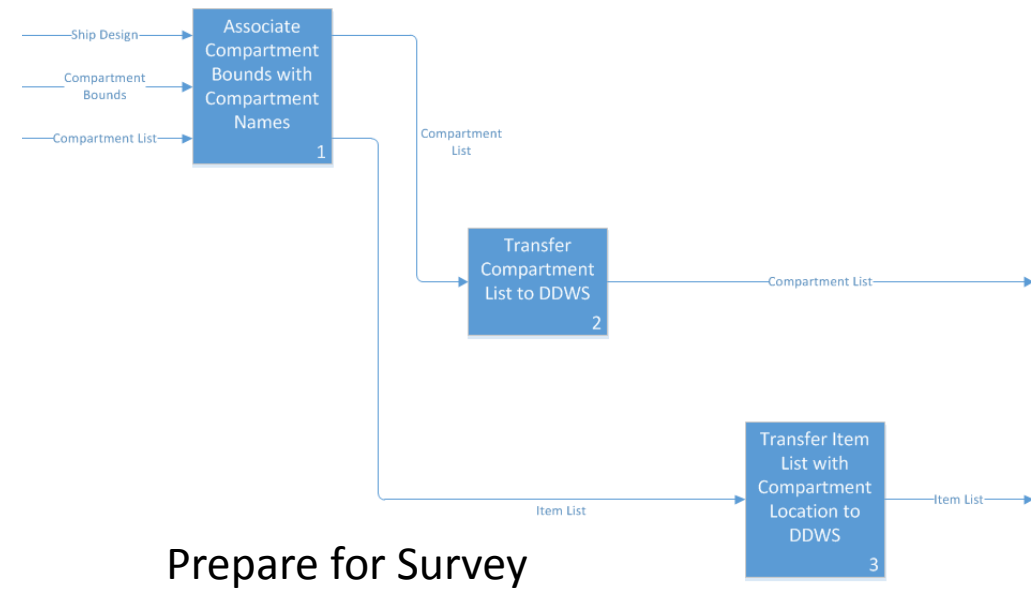 Ship Design
Compartment
Bounds
Compartment List
Associate
Compartment
Bounds with
Compartment
Names
1
Compartment
List
Transfer
Compartment
List to DDWS
2
Compartment List
Item List
Transfer Item
List with
Compartment
Location to
DDWS
3
Item List
Prepare for Survey